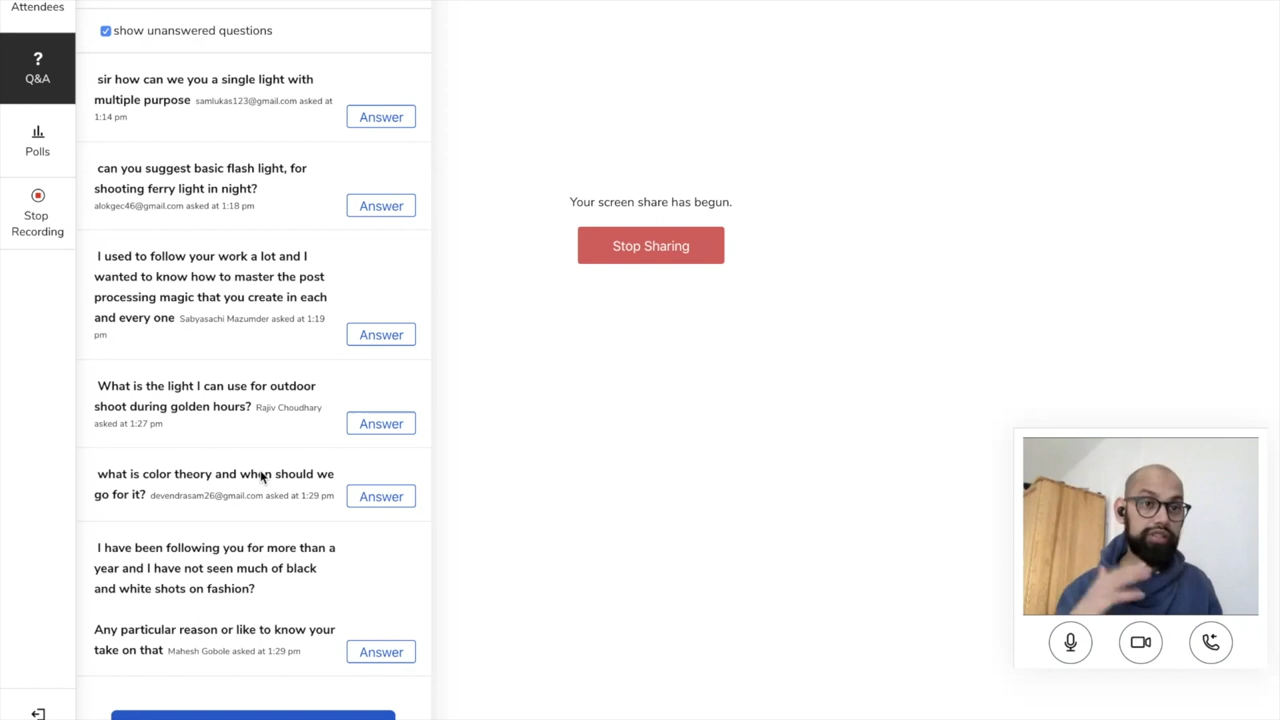 Attendees
show unanswered questions
?
Q&A
sir how can we you a single light with
multiple purpose samlukas123@gmail.com asked at
1:14 pm
Answer
Polls
can you suggest basic flash light, for
shooting ferry light in night?
alokgec46@gmail.com asked at 1:18 pm
Answer
Stop
Recording
Your screen share has begun.
Stop Sharing
I used to follow your work a lot and I
wanted to know how to master the post
processing magic that you create in each
and every one Sabyasachi Mazumder asked at 1:19
pm
Answer
What is the light I can use for outdoor
shoot during golden hours? Rajiv Choudhary
asked at 1:27 pm
Answer
what is color theory and when should we
go for it? devendrasam26@gmail.com asked at 1:29 pm
Answer
I have been following you for more than a
year and I have not seen much of black
and white shots on fashion?
Any particular reason or like to know your
take on that Mahesh Gobole asked at 1:29 pm
Answer